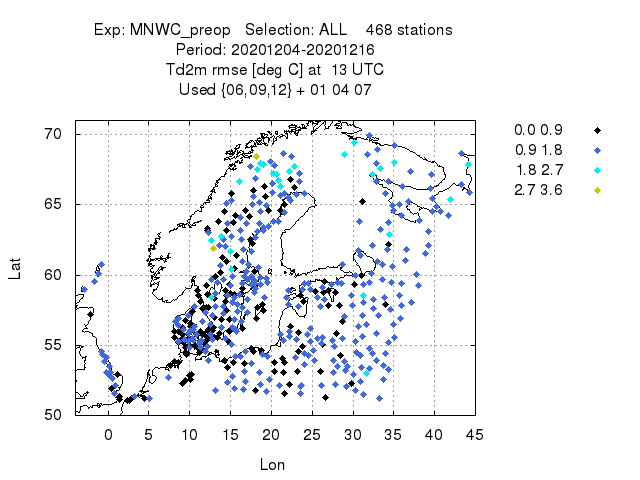 Exp: MNWC_preop   Selection: ALL    468 stations
Period: 20201204-20201216
Td2m rmse [deg C] at  13 UTC
Used {06,09,12} + 01 04 07
0.0 0.9
0.9 1.8
1.8 2.7
2.7 3.6
70
65
60
55
50
Lat
0 5 10 15 20 25 30 35 40 45
Lon